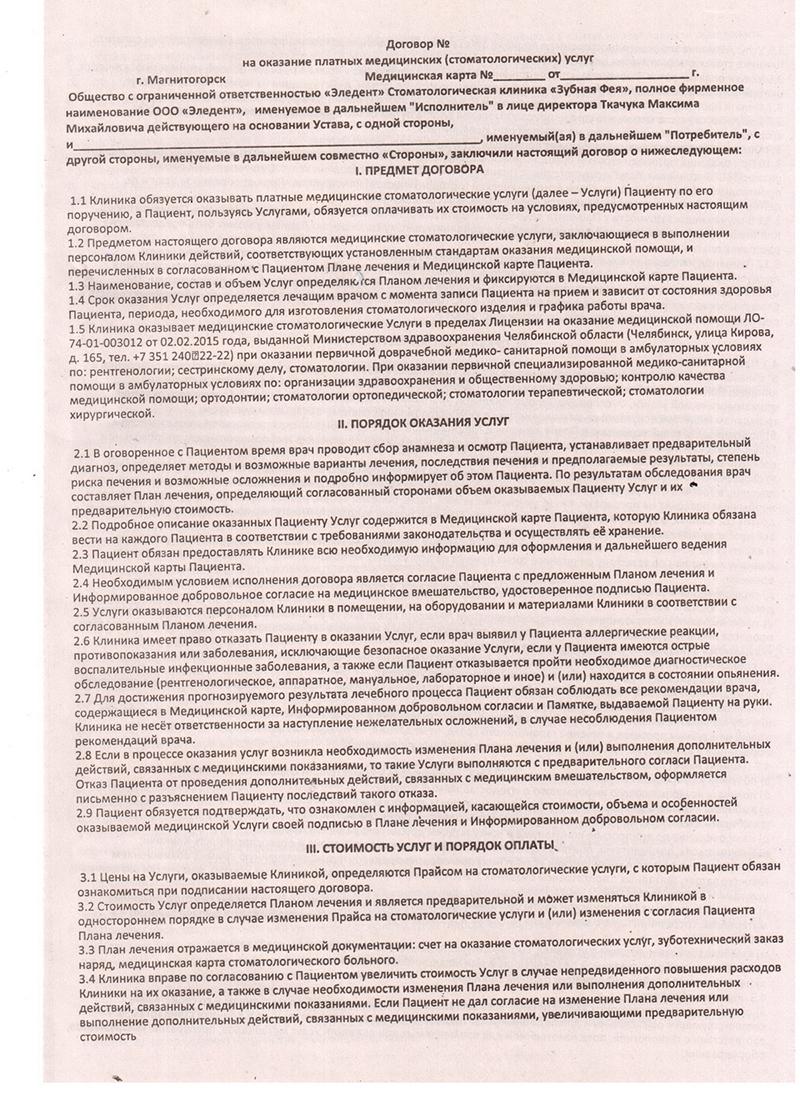 Договор №
на оказание платных медицинских (стоматологических) услуг
г. Магнитогорск Медицинская карта №_________ от____________________ г.
Общество с ограниченной ответственностью «Эледент» Стоматологическая клиника «Зубная Фея», полное фирменное
наименование ООО «Эледент», именуемое в дальнейшем "Исполнитель" в лице директора Ткачука Максима
Михайловича действующего на основании Устава, с одной стороны,
и____________________________________________________________, именуемый(ая) в дальнейшем "Потребитель", с
другой стороны, именуемые в дальнейшем совместно «Стороны», заключили настоящий договор о нижеследующем:
I. ПРЕДМЕТ ДОГОВОРА
1.1 Клиника обязуется оказывать платные медицинские стоматологические услуги (далее – Услуги) Пациенту по его
поручению, а Пациент, пользуясь Услугами, обязуется оплачивать их стоимость на условиях, предусмотренных настоящим
договором.
1.2 Предметом настоящего договора являются медицинские стоматологические услуги, заключающиеся в выполнении
персоналом Клиники действий, соответствующих установленным стандартам оказания медицинской помощи, и
перечисленных в согласованном с Пациентом Плане лечения и Медицинской карте Пациента.
1.3 Наименование, состав и объем Услуг определяются Планом лечения и фиксируются в Медицинской карте Пациента.
1.4 Срок оказания Услуг определяется лечащим врачом с момента записи Пациента на прием и зависит от состояния здоровья
Пациента, периода, необходимого для изготовления стоматологического изделия и графика работы врача.
1.5 Клиника оказывает медицинские стоматологические Услуги в пределах Лицензии на оказание медицинской помощи ЛО-
74-01-003012 от 02.02.2015 года, выданной Министерством здравоохранения Челябинской области (Челябинск, улица Кирова,
д. 165, тел. +7 351 240⍰22-22) при оказании первичной доврачебной медико- санитарной помощи в амбулаторных условиях
по: рентгенологии; сестринскому делу, стоматологии. При оказании первичной специализированной медико-санитарной
помощи в амбулаторных условиях по: организации здравоохранения и общественному здоровью; контролю качества
медицинской помощи; ортодонтии; стоматологии ортопедической; стоматологии терапевтической; стоматологии
хирургической.
II. ПОРЯДОК ОКАЗАНИЯ УСЛУГ
2.1 В оговоренное с Пациентом время врач проводит сбор анамнеза и осмотр Пациента, устанавливает предварительный
диагноз, определяет методы и возможные варианты лечения, последствия печения и предполагаемые результаты, степень
риска печения и возможные осложнения и подробно информирует об этом Пациента. По результатам обследования врач
составляет План лечения, определяющий согласованный сторонами объем оказываемых Пациенту Услуг и их
предварительную стоимость.
2.2 Подробное описание оказанных Пациенту Услуг содержится в Медицинской карте Пациента, которую Клиника обязана
вести на каждого Пациента в соответствии с требованиями законодательства и осуществлять её хранение.
2.3 Пациент обязан предоставлять Клинике всю необходимую информацию для оформления и дальнейшего ведения
Медицинской карты Пациента.
2.4 Необходимым условием исполнения договора является согласие Пациента с предложенным Планом лечения и
Информированное добровольное согласие на медицинское вмешательство, удостоверенное подписью Пациента.
2.5 Услуги оказываются персоналом Клиники в помещении, на оборудовании и материалами Клиники в соответствии с
согласованным Планом лечения.
2.6 Клиника имеет право отказать Пациенту в оказании Услуг, если врач выявил у Пациента аллергические реакции,
противопоказания или заболевания, исключающие безопасное оказание Услуги, если у Пациента имеются острые
воспалительные инфекционные заболевания, а также если Пациент отказывается пройти необходимое диагностическое
обследование (рентгенологическое, аппаратное, мануальное, лабораторное и иное) и (или) находится в состоянии опьянения.
2.7 Для достижения прогнозируемого результата лечебного процесса Пациент обязан соблюдать все рекомендации врача,
содержащиеся в Медицинской карте, Информированном добровольном согласии и Памятке, выдаваемой Пациенту на руки.
Клиника не несёт ответственности за наступление нежелательных осложнений, в случае несоблюдения Пациентом
рекомендаций врача.
2.8 Если в процессе оказания услуг возникла необходимость изменения Плана лечения и (или) выполнения дополнительных
действий, связанных с медицинскими показаниями, то такие Услуги выполняются с предварительного согласи Пациента.
Отказ Пациента от проведения дополнительных действий, связанных с медицинским вмешательством, оформляется
письменно с разъяснением Пациенту последствий такого отказа.
2.9 Пациент обязуется подтверждать, что ознакомлен с информацией, касающейся стоимости, объема и особенностей
оказываемой медицинской Услуги своей подписью в Плане лечения и Информированном добровольном согласии.
III. СТОИМОСТЬ УСЛУГ И ПОРЯДОК ОПЛАТЫ
3.1 Цены на Услуги, оказываемые Клиникой, определяются Прайсом на стоматологические услуги, с которым Пациент обязан
ознакомиться при подписании настоящего договора.
3.2 Стоимость Услуг определяется Планом лечения и является предварительной и может изменяться Клиникой в
одностороннем порядке в случае изменения Прайса на стоматологические услуги и (или) изменения с согласия Пациента
Плана лечения.
3.3 План лечения отражается в медицинской документации: счет на оказание стоматологических услуг, зуботехнический заказ
наряд, медицинская карта стоматологического больного.
3.4 Клиника вправе по согласованию с Пациентом увеличить стоимость Услуг в случае непредвиденного повышения расходов
Клиники на их оказание, а также в случае необходимости изменения Плана лечения или выполнения дополнительных
действий, связанных с медицинскими показаниями. Если Пациент не дал согласие на изменение Плана лечения или
выполнение дополнительных действий, связанных с медицинскими показаниями, увеличивающими предварительную
стоимость